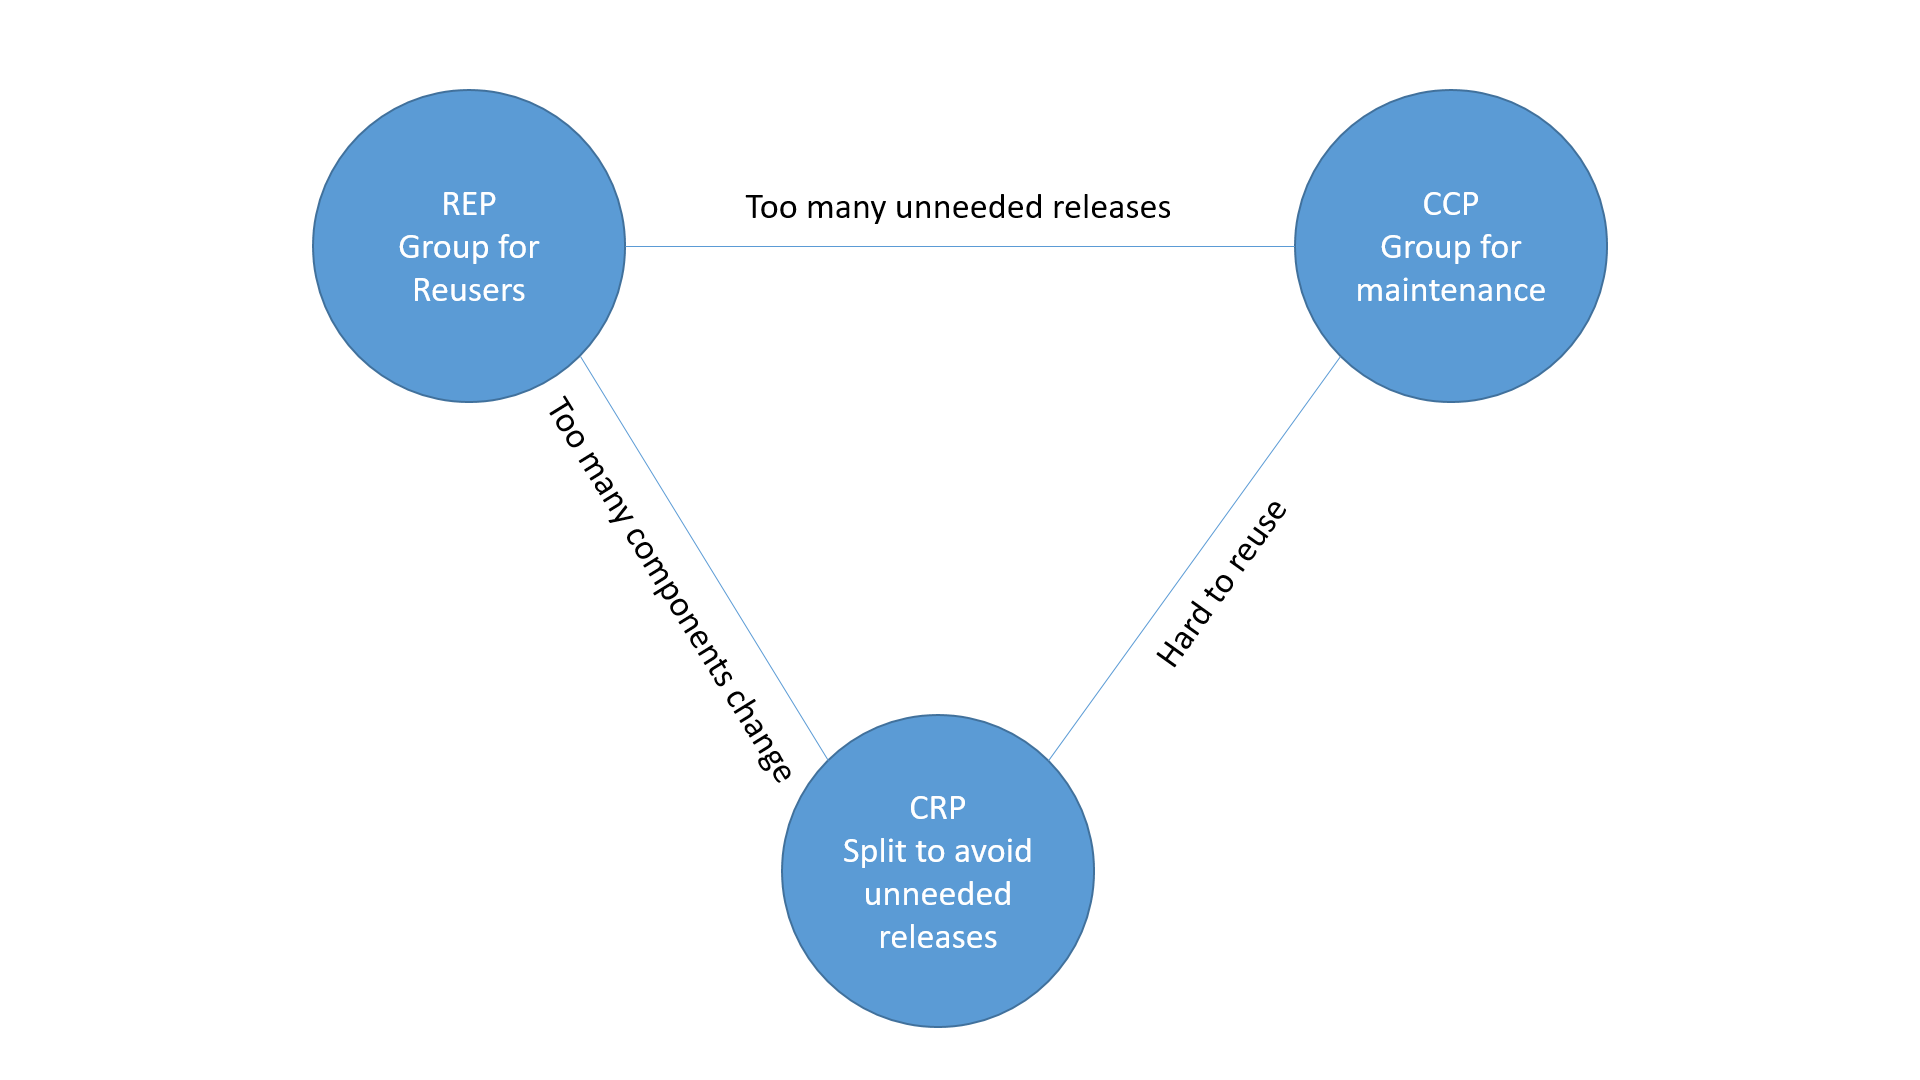 REP
Group for
Reusers
Too many unneeded releases
CCP
Group for
maintenance
Too many components change
Hard to reuse
CRP
Split to avoid
unneeded
releases